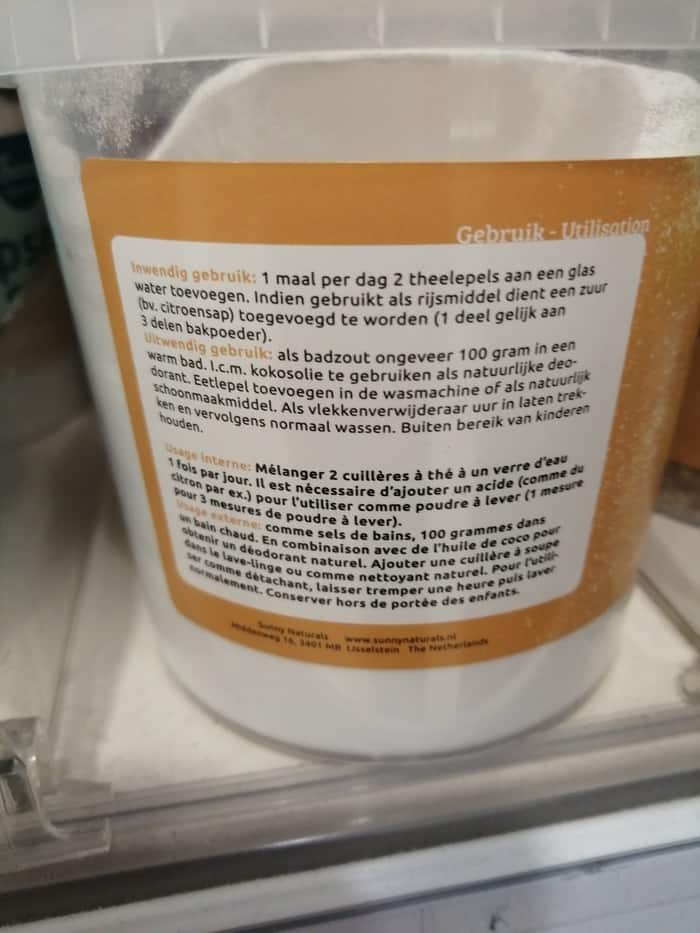 Gebruik - Utilisation
Inwendig gebruik: 1 maal per dag 2 theelepels aan een glas
water toevoegen. Indien gebruikt als rijsmiddel dient een zuur
(bv. citroensap) toegevoegd te worden (1 deel gelijk aan
3 delen bakpoeder).
Uitwendig gebruik: als badzout ongeveer 100 gram in een
warm bad. I.c.m. kokosolie te gebruiken als natuurlijke deo-
dorant. Eetlepel toevoegen in de wasmachine of als natuurlijk
schoonmaakmiddel. Als vlekkenverwijderaar uur in laten trek-
ken en vervolgens normaal wassen. Buiten bereik van kinderen
houden.
Usage interne: Mélanger 2 cuillères à thé à un verre d'eau
1 fois par jour. Il est nécessaire d'ajouter un acide (comme du
citron par ex.) pour l'utiliser comme poudre à lever (1 mesure
pour 3 mesures de poudre à lever).
Usage externe: comme sels de bains, 100 grammes dans
un bain chaud. En combinaison avec de l'huile de coco pour
obtenir un déodorant naturel. Ajouter une cuillère à soupe
dans le lave-linge ou comme nettoyant naturel. Pour l'utili-
ser comme détachant, laisser tremper une heure puis laver
normalement. Conserver hors de portée des enfants.
Sunny Naturals www.sunnynaturals.nl
Middenweg 16, 3401 MB IJsselstein The Netherlands